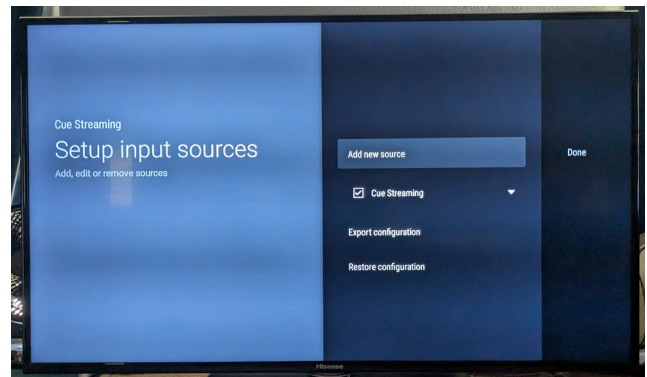 Cue Streaming
Setup input sources
Add, edit or remove sources
Add new source
Done
Cue Streaming
Export configuration
Restore configuration
Hisense